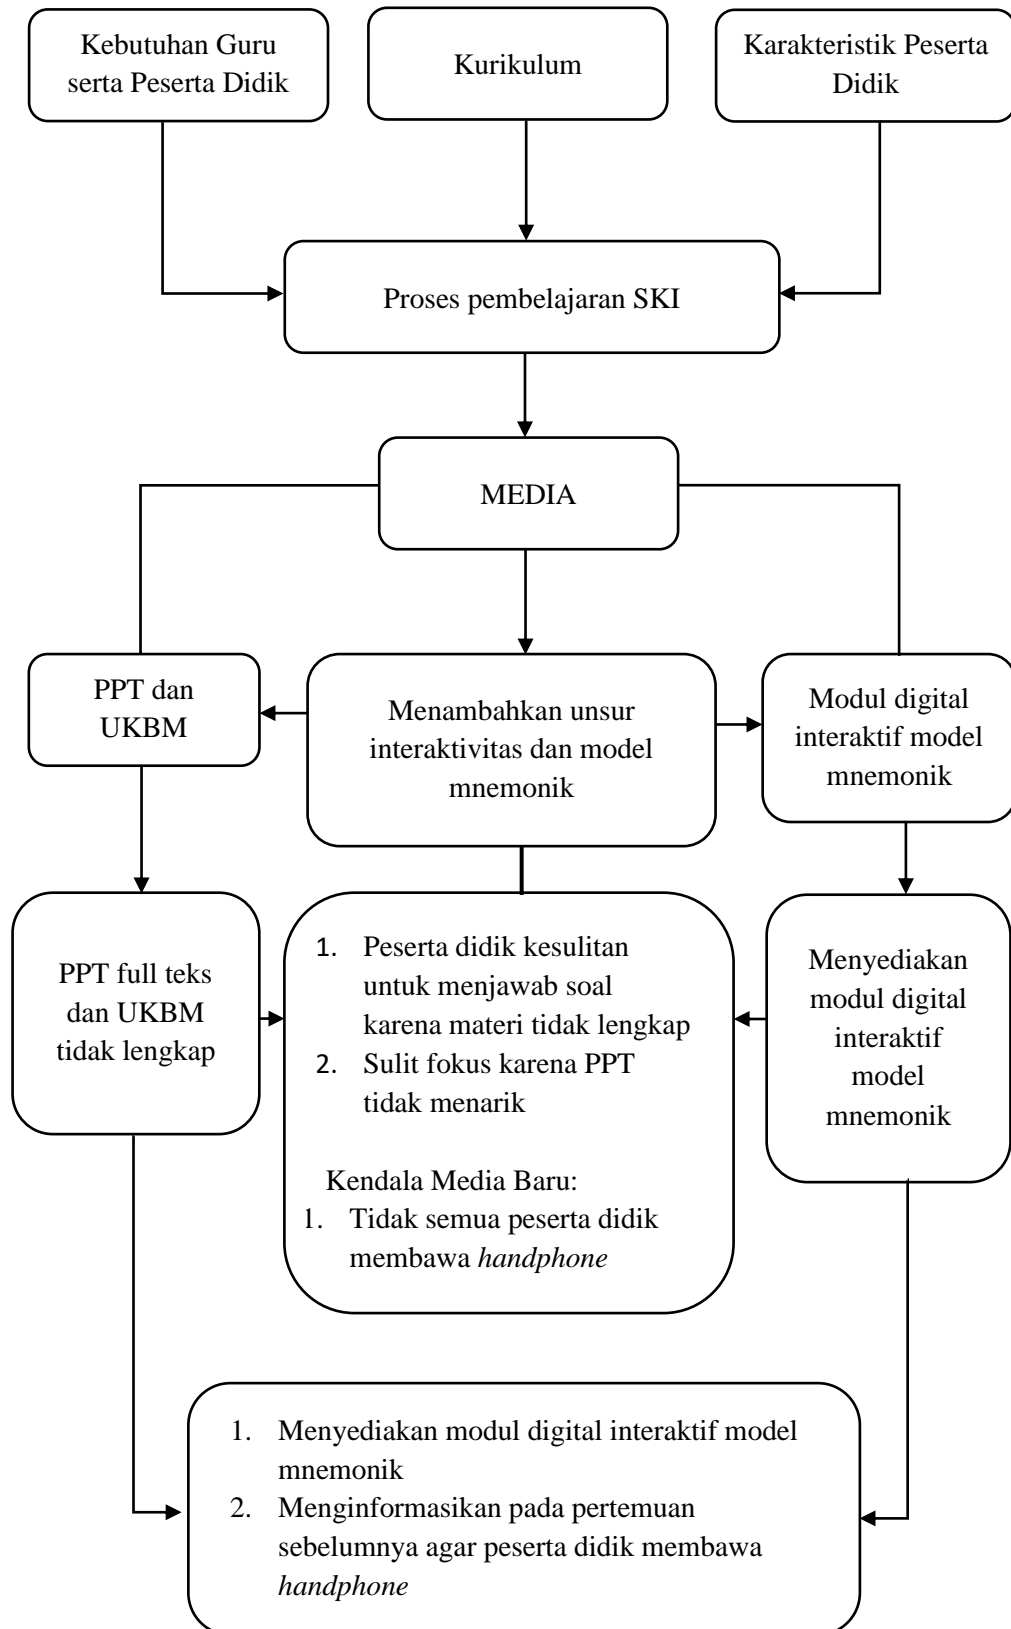 Kebutuhan Guru
serta Peserta Didik
Kurikulum
Karakteristik Peserta
Didik
Proses pembelajaran SKI
MEDIA
PPT dan
UKBM
Menambahkan unsur
interaktivitas dan model
mnemonik
Modul digital
interaktif model
mnemonik
PPT full teks
dan UKBM
tidak lengkap
1. Peserta didik kesulitan
untuk menjawab soal
karena materi tidak lengkap
2. Sulit fokus karena PPT
tidak menarik
Kendala Media Baru:
1. Tidak semua peserta didik
membawa handphone
Menyediakan
modul digital
interaktif
model
mnemonik
1. Menyediakan modul digital interaktif model
mnemonik
2. Menginformasikan pada pertemuan
sebelumnya agar peserta didik membawa
handphone